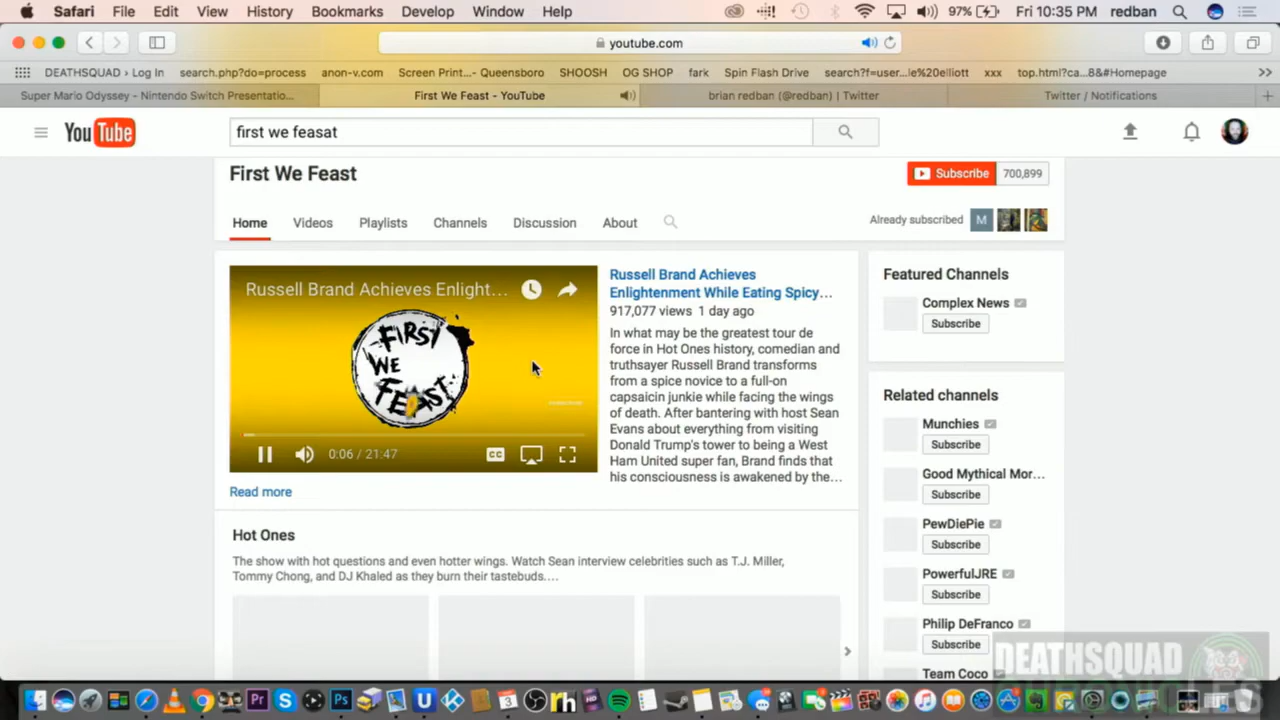 Safari File Edit View History Bookmarks Develop Window Help 97% Fri 10:35 PM redban
youtube.com
DEATHSQUAD › Log In search.php?do=process anon-v.com Screen Print...- Queensboro SHOOSH OG SHOP fark Spin Flash Drive search?f=user...le%20elliott xxx top.html?ca...8&#Homepage
Super Mario Odyssey - Nintendo Switch Presentatio... First We Feast - YouTube brian redban (@redban) | Twitter Twitter / Notifications
YouTube first we feasat
First We Feast Subscribe 700,899
Home Videos Playlists Channels Discussion About Already subscribed M
Russell Brand Achieves Enlight...
FIRST
WE
FEAST
0:06 / 21:47 CC
Russell Brand Achieves
Enlightenment While Eating Spicy...
917,077 views 1 day ago
In what may be the greatest tour de
force in Hot Ones history, comedian and
truthsayer Russell Brand transforms
from a spice novice to a full-on
capsaicin junkie while facing the wings
of death. After bantering with host Sean
Evans about everything from visiting
Donald Trump's tower to being a West
Ham United super fan, Brand finds that
his consciousness is awakened by the...
Read more
Hot Ones
The show with hot questions and even hotter wings. Watch Sean interview celebrities such as T.J. Miller,
Tommy Chong, and DJ Khaled as they burn their tastebuds....
Featured Channels
Complex News
Subscribe
Related channels
Munchies
Subscribe
Good Mythical Mor...
Subscribe
PewDiePie
Subscribe
PowerfulJRE
Subscribe
Philip DeFranco
Subscribe
Team Coco
DEATHSQUAD